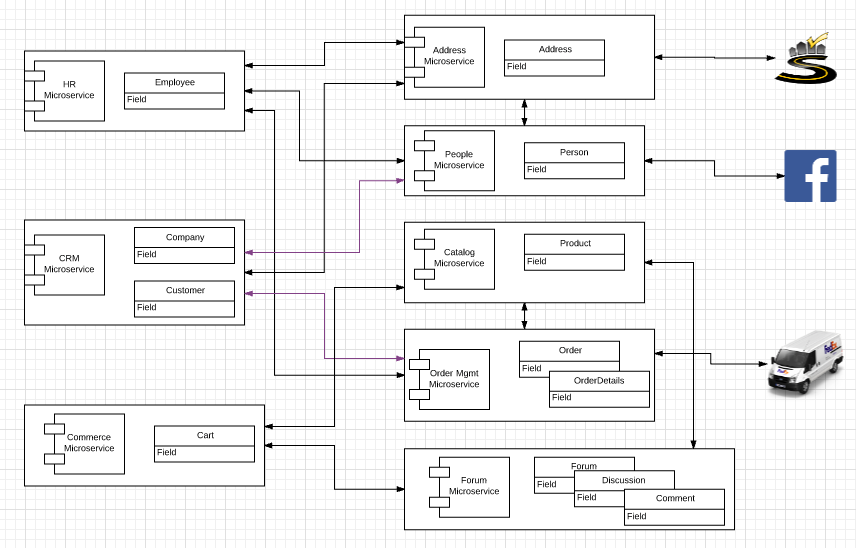 HR
Microservice
Employee
Field
Address
Microservice
Address
Field
People
Microservice
Person
Field
CRM
Microservice
Company
Field
Customer
Field
Catalog
Microservice
Product
Field
Order Mgmt
Microservice
Order
Field
OrderDetails
Field
FedEx
Commerce
Microservice
Cart
Field
Forum
Microservice
Forum
Field
Discussion
Field
Comment
Field